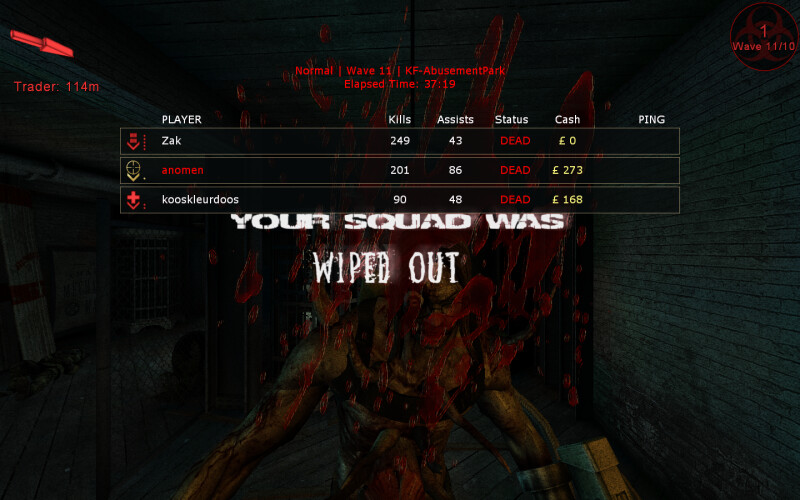 1
Wave 11/10
Trader: 114m
Normal | Wave 11 | KF-AbusementPark
Elapsed Time: 37:19
PLAYER Kills Assists Status Cash PING
Zak 249 43 DEAD £ 0
anomen 201 86 DEAD £ 273
kooskleurdoos 90 48 DEAD £ 168
YOUR SQUAD WAS
WIPED OUT